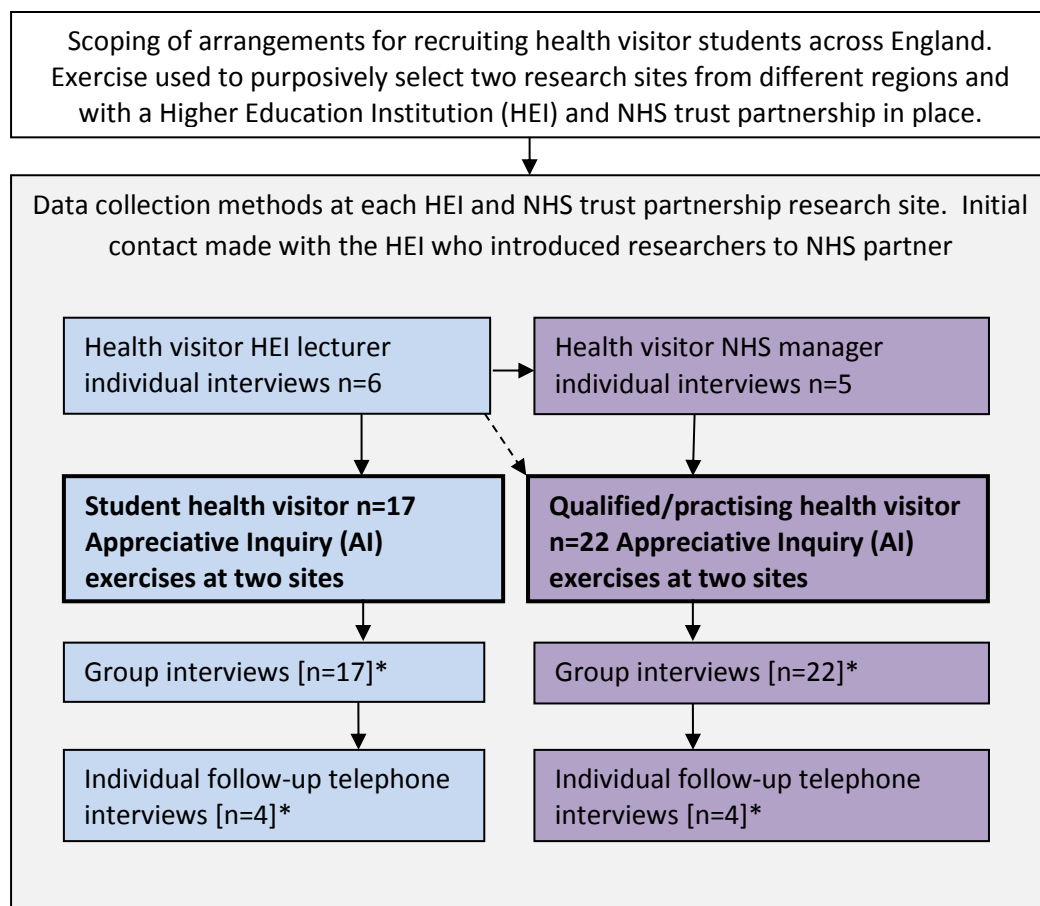 Scoping of arrangements for recruiting health visitor students across England.
Exercise used to purposively select two research sites from different regions and
with a Higher Education Institution (HEI) and NHS trust partnership in place.
Data collection methods at each HEI and NHS trust partnership research site.  Initial
contact made with the HEI who introduced researchers to NHS partner
Health visitor HEI lecturer
individual interviews n=6
Health visitor NHS manager
individual interviews n=5
Student health visitor n=17
Appreciative Inquiry (AI)
exercises at two sites
Qualified/practising health visitor
n=22 Appreciative Inquiry (AI)
exercises at two sites
Group interviews [n=17]*
Group interviews [n=22]*
Individual follow-up telephone
interviews [n=4]*
Individual follow-up telephone
interviews [n=4]*